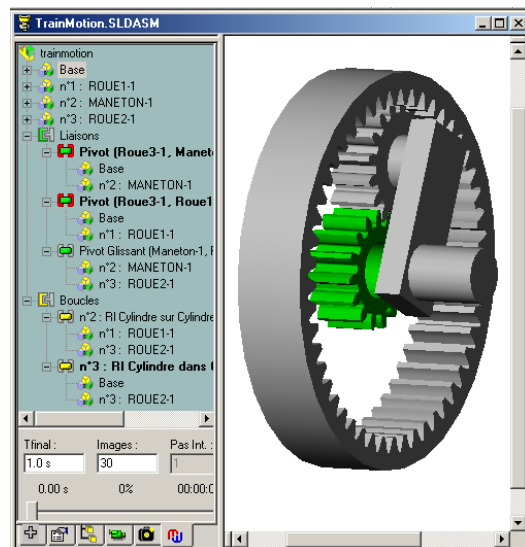 TrainMotion.SLDASM
trainmotion
Base
n°1 : ROUE1-1
n°2 : MANETON-1
n°3 : ROUE2-1
Liaisons
Pivot (Roue3-1, Manet
Base
n°2 : MANETON-1
Pivot (Roue3-1, Roue1
Base
n°1 : ROUE1-1
Pivot Glissant (Maneton-1, F
n°2 : MANETON-1
n°3 : ROUE2-1
Boucles
n°2 : RI Cylindre sur Cylindre
n°1 : ROUE1-1
n°3 : ROUE2-1
n°3 : RI Cylindre dans
Base
n°3 : ROUE2-1
Tfinal : Images : Pas Int. :
1.0 s 30 1
0.00 s 0% 00:00:0